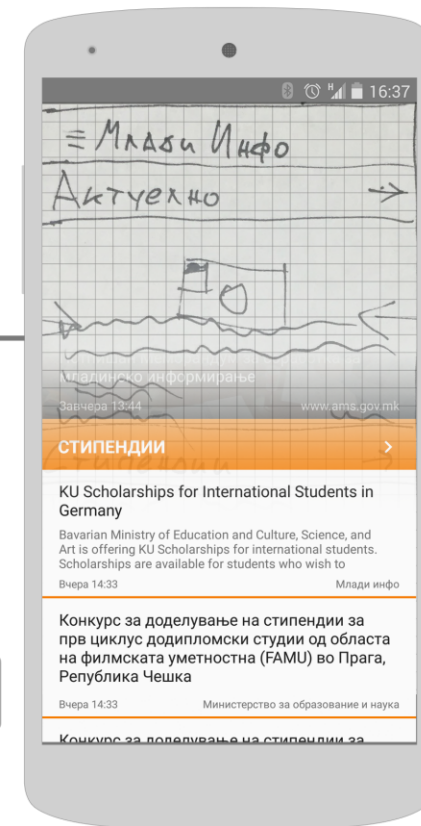 16:37
≡ Млади Инфо
Актуелно →
Младинско информирање
Завчера 13:44 www.ams.gov.mk
СТИПЕНДИИ
Стипендии
KU Scholarships for International Students in
Germany
Bavarian Ministry of Education and Culture, Science, and
Art is offering KU Scholarships for international students.
Scholarships are available for students who wish to
Вчера 14:33 Млади инфо
Конкурс за доделување на стипендии за
прв циклус додипломски студии од областа
на филмската уметностна (FAMU) во Прага,
Република Чешка
Вчера 14:33 Министерство за образование и наука
Конкурс за доделување на стипендии за